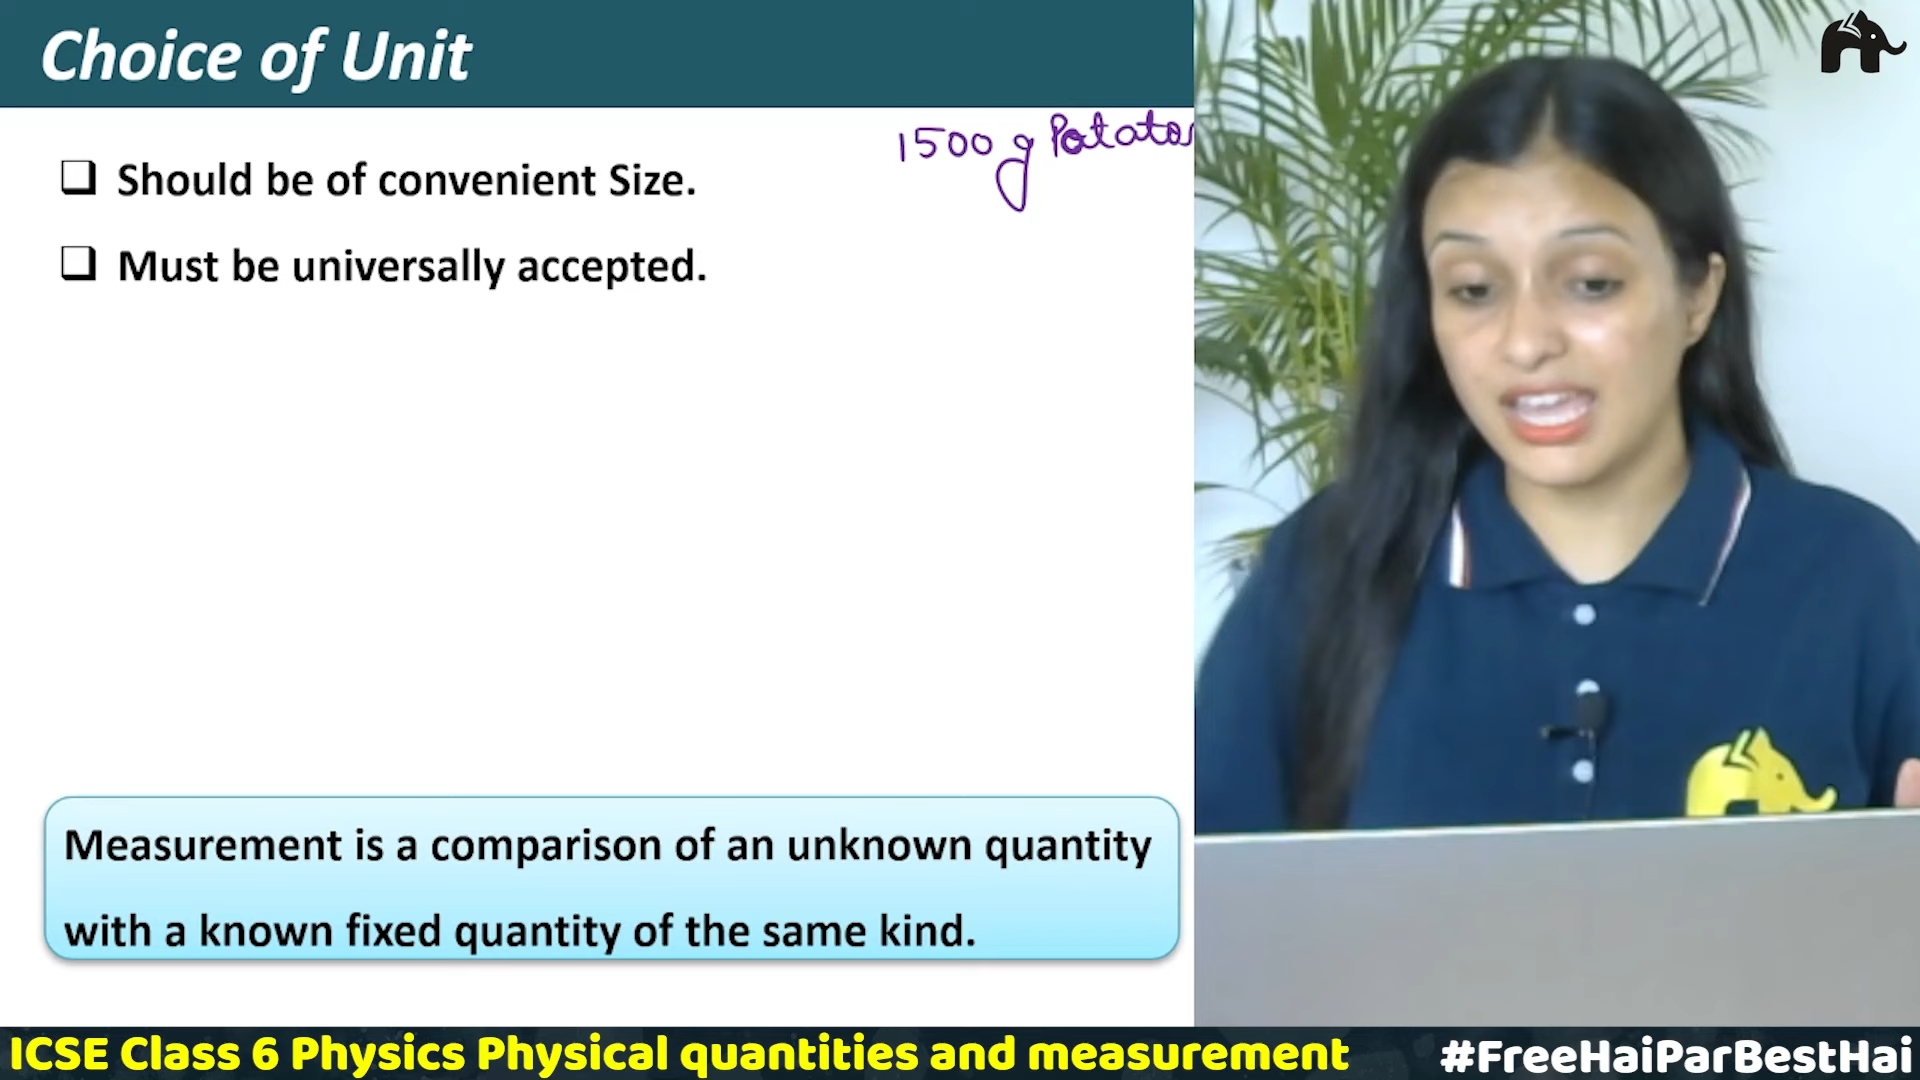 Choice of Unit
1500 g Potatoes
Should be of convenient Size.
Must be universally accepted.
Measurement is a comparison of an unknown quantity
with a known fixed quantity of the same kind.
ICSE Class 6 Physics Physical quantities and measurement
#FreeHaiParBestHai